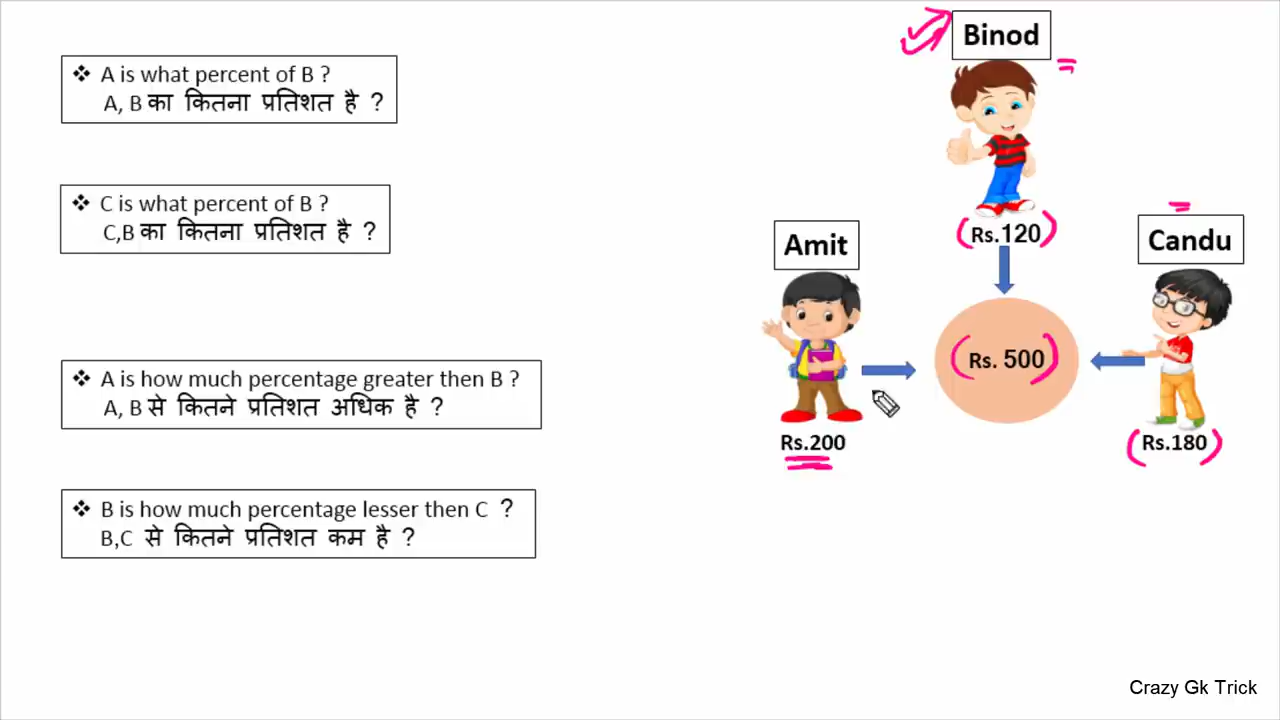 ❖ A is what percent of B ?
A, B का कितना प्रतिशत है ?
❖ C is what percent of B ?
C,B का कितना प्रतिशत है ?
❖ A is how much percentage greater then B ?
A, B से कितने प्रतिशत अधिक है ?
❖ B is how much percentage lesser then C ?
B,C से कितने प्रतिशत कम है ?
Binod
Rs.120
Amit
Candu
Rs. 500
Rs.200
Rs.180
Crazy Gk Trick